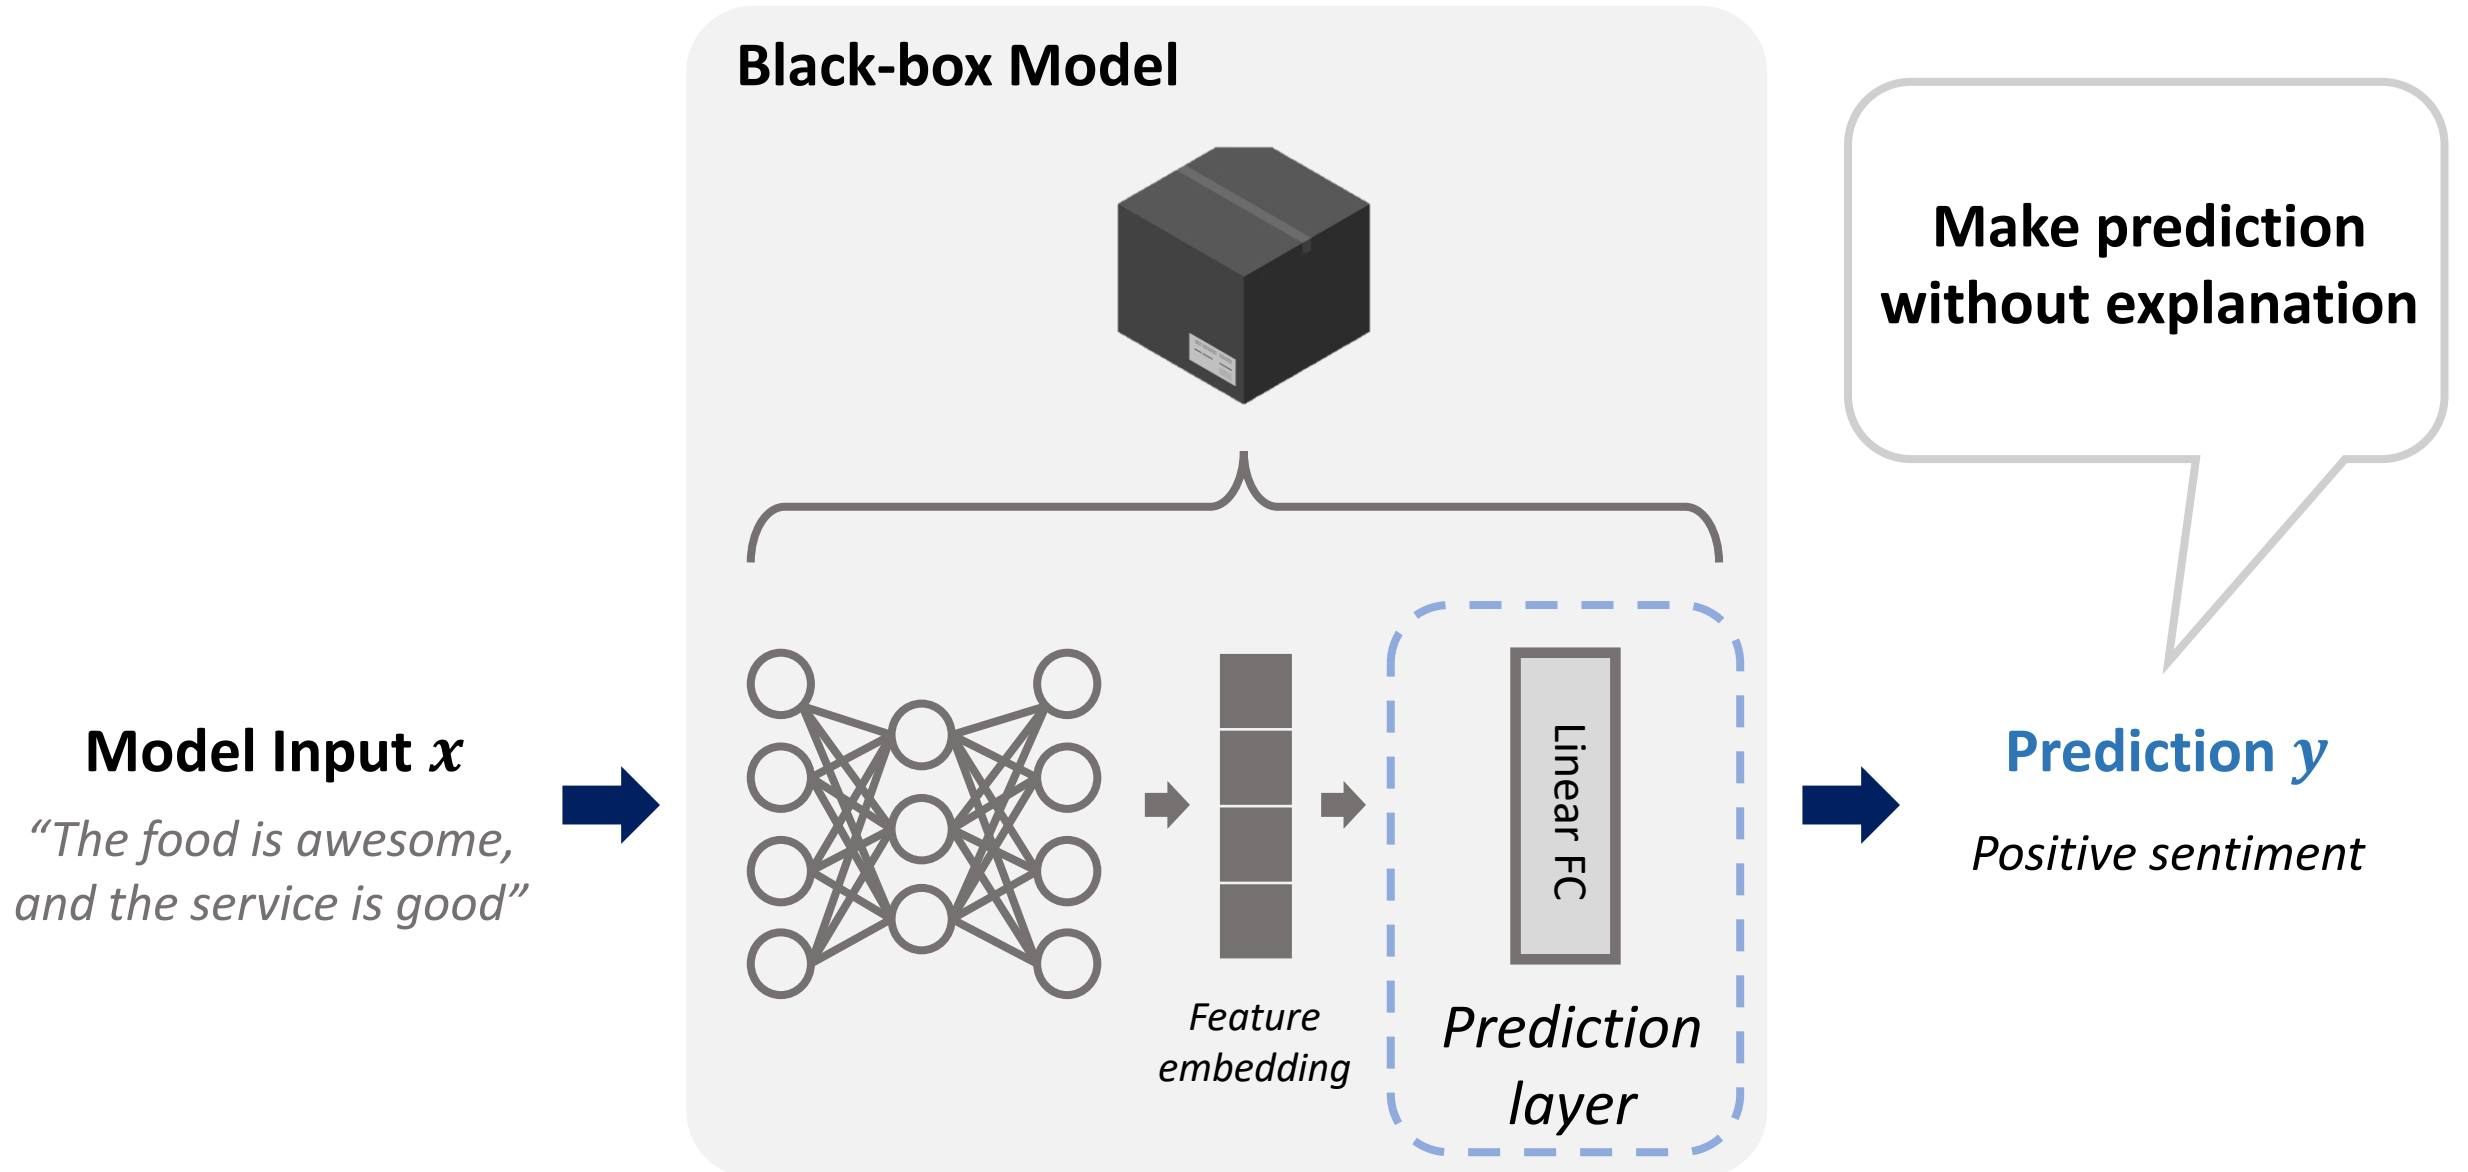 Black-box Model
Make prediction
without explanation
Model Input x
“The food is awesome,
and the service is good”
Linear FC
Feature
embedding
Prediction
layer
Prediction y
Positive sentiment